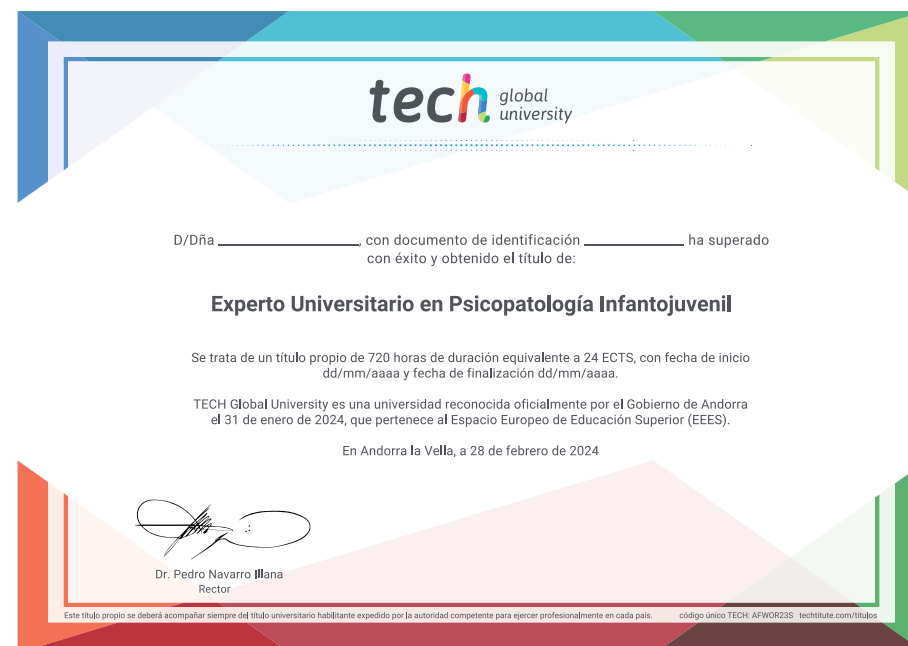 tech global university
D/Dña ____________________, con documento de identificación ______________ ha superado
con éxito y obtenido el título de:
Experto Universitario en Psicopatología Infantojuvenil
Se trata de un título propio de 720 horas de duración equivalente a 24 ECTS, con fecha de inicio
dd/mm/aaaa y fecha de finalización dd/mm/aaaa.
TECH Global University es una universidad reconocida oficialmente por el Gobierno de Andorra
el 31 de enero de 2024, que pertenece al Espacio Europeo de Educación Superior (EEES).
En Andorra la Vella, a 28 de febrero de 2024
Dr. Pedro Navarro Illana
Rector
Este título propio se deberá acompañar siempre del título universitario habilitante expedido por la autoridad competente para ejercer profesionalmente en cada país. código único TECH: AFWOR23S techtitute.com/titulos